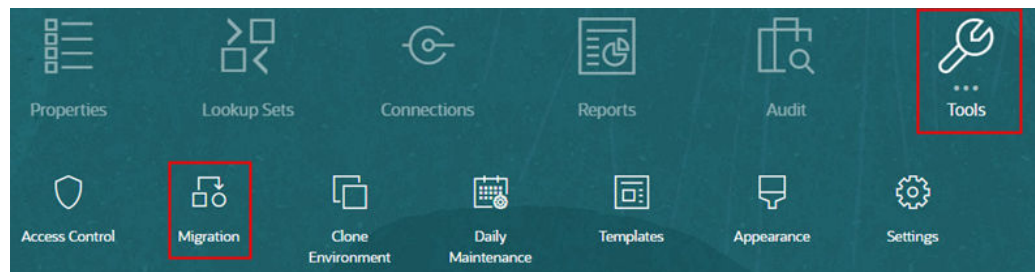 Properties
Lookup Sets
Connections
Reports
Audit
Tools
Access Control
Migration
Clone
Environment
Daily
Maintenance
Templates
Appearance
Settings